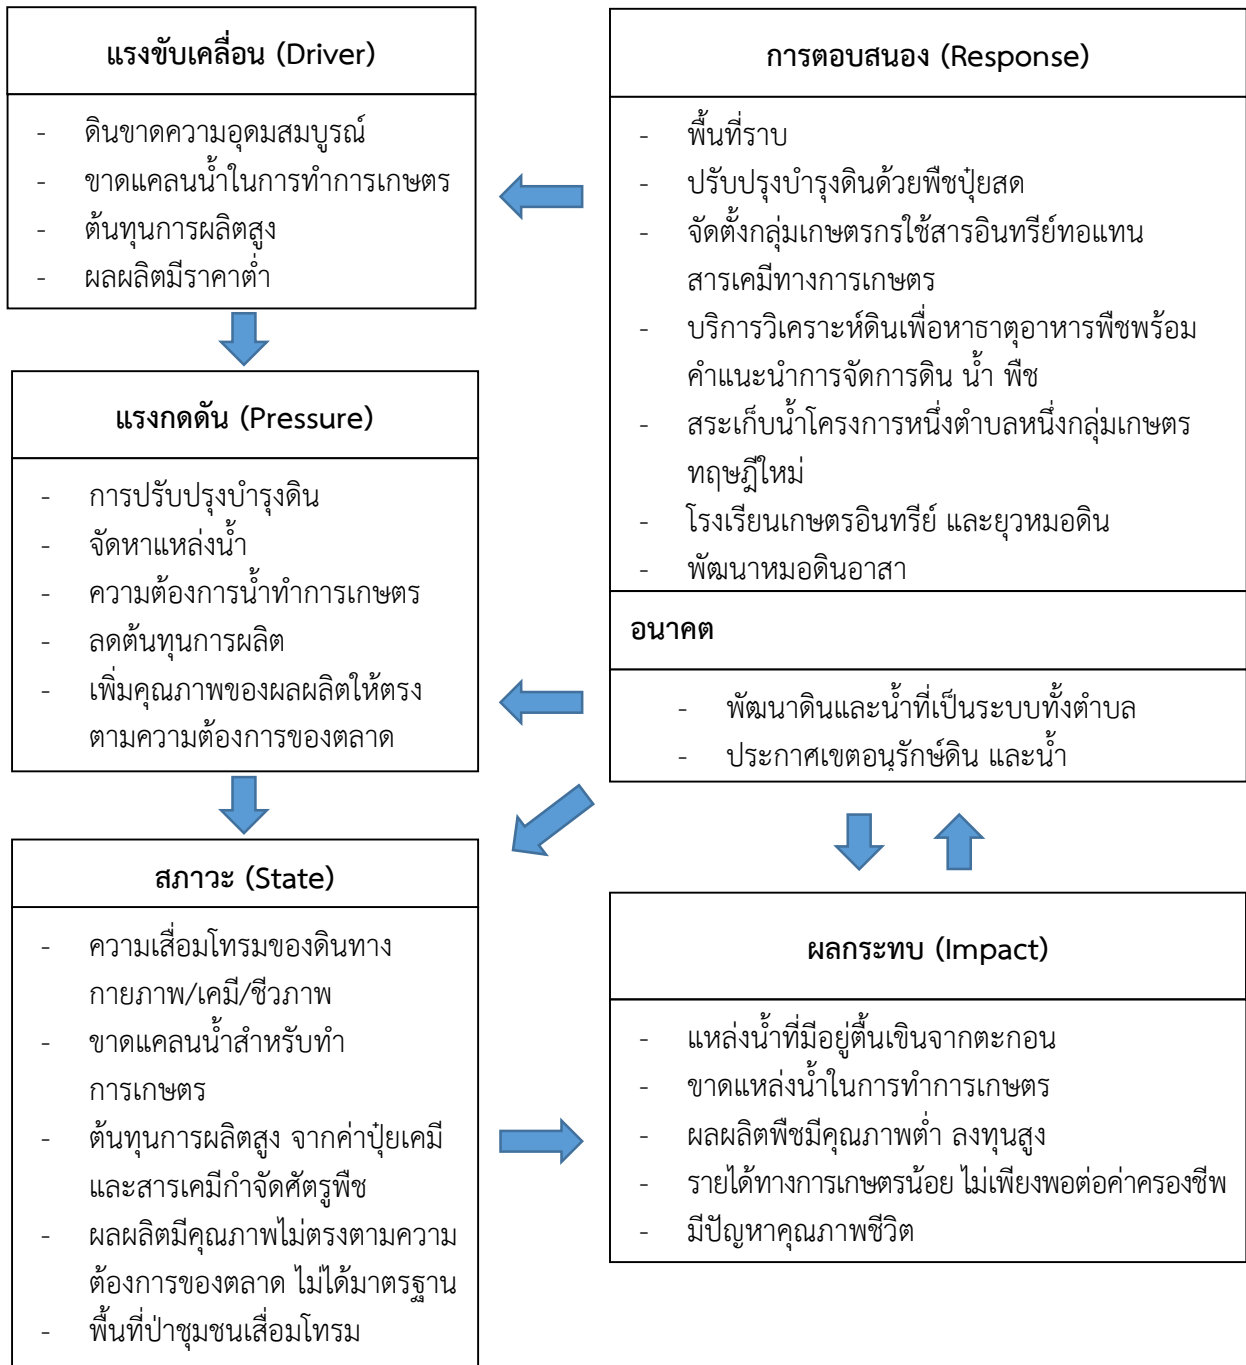 แรงขับเคลื่อน (Driver)
- ดินขาดความอุดมสมบูรณ์
- ขาดแคลนน้ำในการทำการเกษตร
- ต้นทุนการผลิตสูง
- ผลผลิตมีราคาต่ำ
แรงกดดัน (Pressure)
- การปรับปรุงบำรุงดิน
- จัดหาแหล่งน้ำ
- ความต้องการน้ำทำการเกษตร
- ลดต้นทุนการผลิต
- เพิ่มคุณภาพของผลผลิตให้ตรง
ตามความต้องการของตลาด
สภาวะ (State)
- ความเสื่อมโทรมของดินทาง
กายภาพ/เคมี/ชีวภาพ
- ขาดแคลนน้ำสำหรับทำ
การเกษตร
- ต้นทุนการผลิตสูง จากค่าปุ๋ยเคมี
และสารเคมีกำจัดศัตรูพืช
- ผลผลิตมีคุณภาพไม่ตรงตามความ
ต้องการของตลาด ไม่ได้มาตรฐาน
- พื้นที่ป่าชุมชนเสื่อมโทรม
การตอบสนอง (Response)
- พื้นที่ราบ
- ปรับปรุงบำรุงดินด้วยพืชปุ๋ยสด
- จัดตั้งกลุ่มเกษตรกรใช้สารอินทรีย์ทอแทน
สารเคมีทางการเกษตร
- บริการวิเคราะห์ดินเพื่อหาธาตุอาหารพืชพร้อม
คำแนะนำการจัดการดิน น้ำ พืช
- สระเก็บน้ำโครงการหนึ่งตำบลหนึ่งกลุ่มเกษตร
ทฤษฎีใหม่
- โรงเรียนเกษตรอินทรีย์ และยุวหมอดิน
- พัฒนาหมอดินอาสา
อนาคต
- พัฒนาดินและน้ำที่เป็นระบบทั้งตำบล
- ประกาศเขตอนุรักษ์ดิน และน้ำ
ผลกระทบ (Impact)
- แหล่งน้ำที่มีอยู่ตื้นเขินจากตะกอน
- ขาดแหล่งน้ำในการทำการเกษตร
- ผลผลิตพืชมีคุณภาพต่ำ ลงทุนสูง
- รายได้ทางการเกษตรน้อย ไม่เพียงพอต่อค่าครองชีพ
- มีปัญหาคุณภาพชีวิต